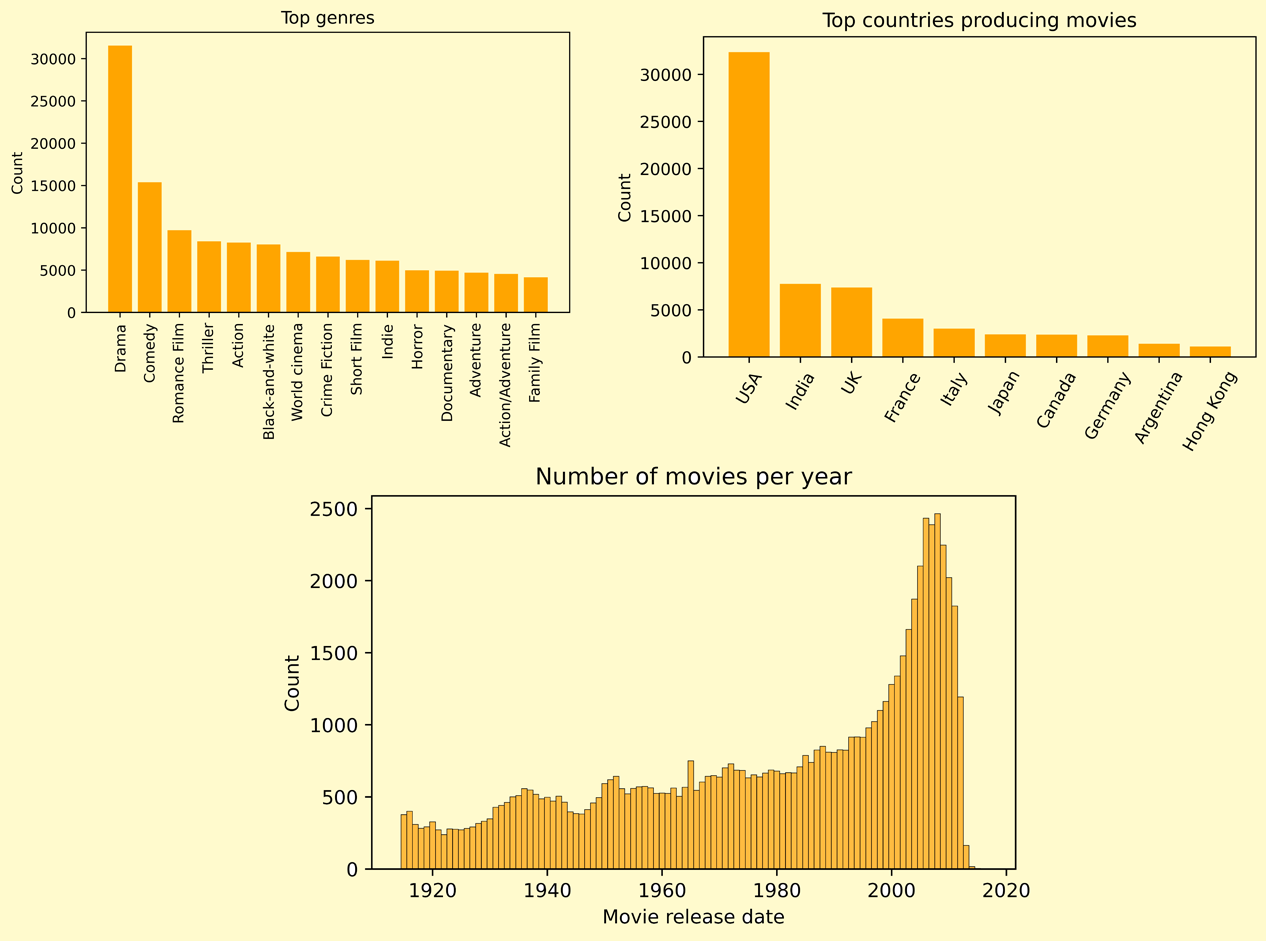 Top genres
Count
30000
25000
20000
15000
10000
5000
0
Drama
Comedy
Romance Film
Thriller
Action
Black-and-white
World cinema
Crime Fiction
Short Film
Indie
Horror
Documentary
Adventure
Action/Adventure
Family Film
Top countries producing movies
Count
30000
25000
20000
15000
10000
5000
0
USA
India
UK
France
Italy
Japan
Canada
Germany
Argentina
Hong Kong
Number of movies per year
Count
2500
2000
1500
1000
500
0
1920
1940
1960
1980
2000
2020
Movie release date